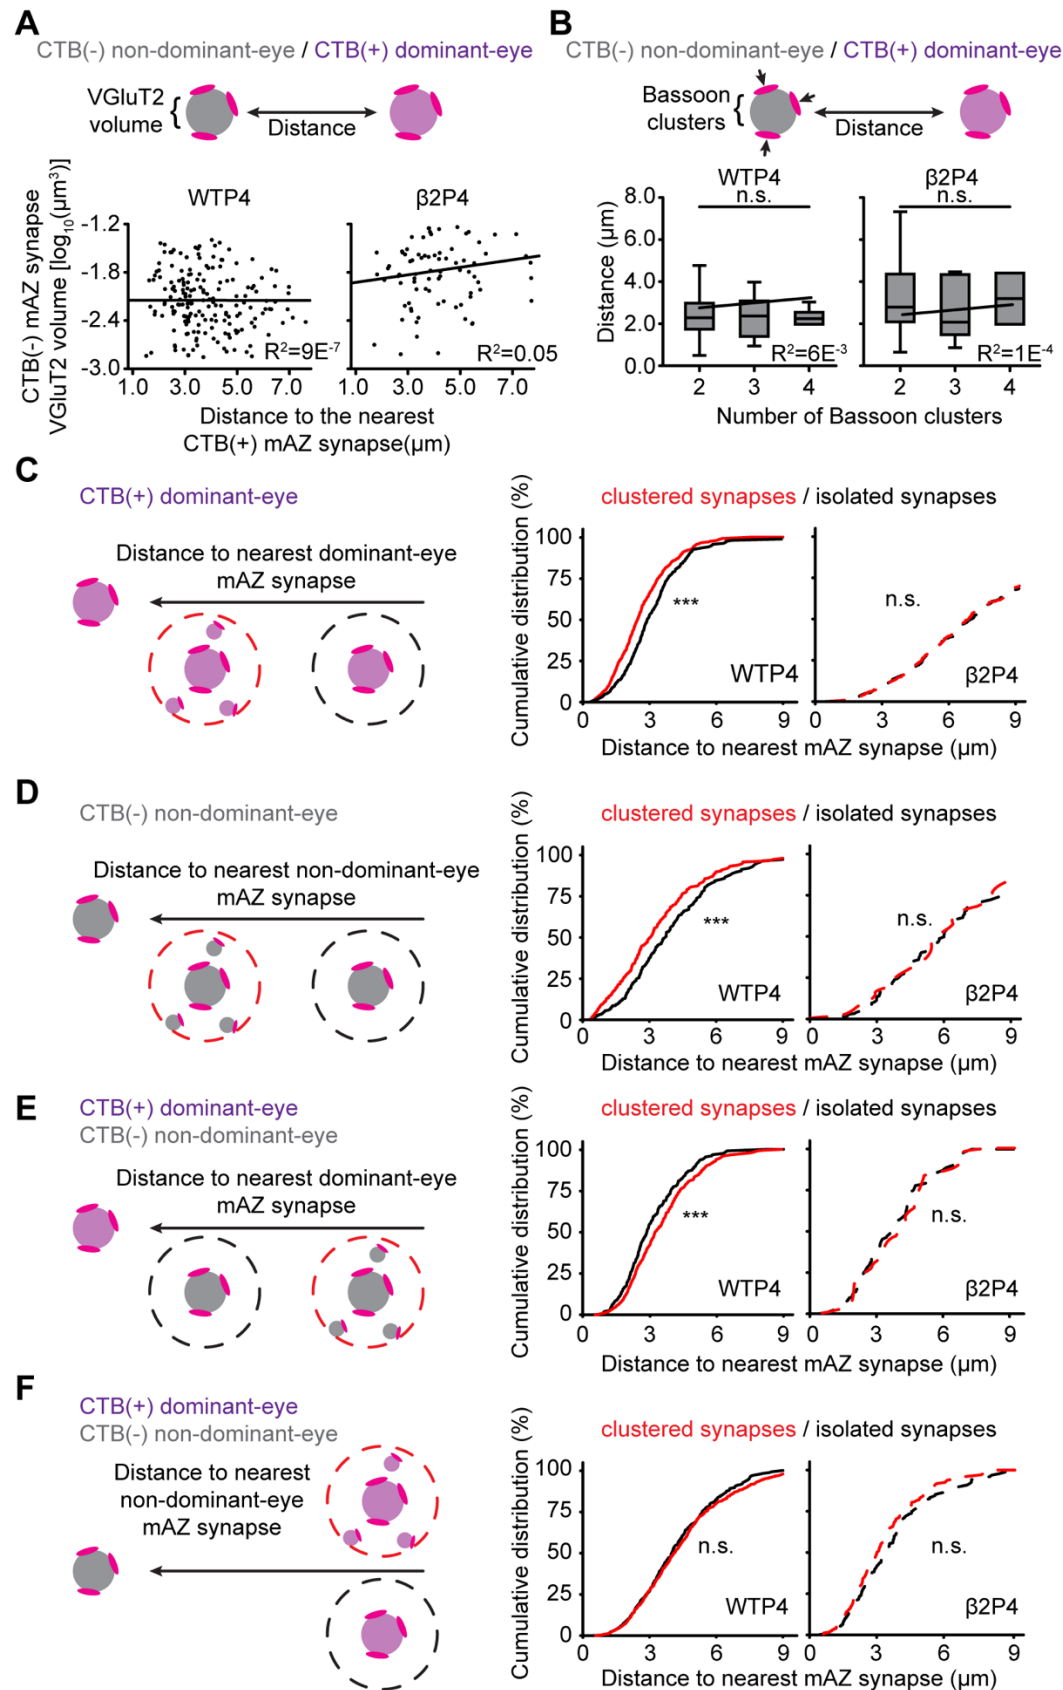 A
CTB(-) non-dominant-eye / CTB(+) dominant-eye
VGluT2
volume
Distance
CTB(-) mAZ synapse
VGluT2 volume [log10(μm³)]
WTP4
β2P4
-1.2
-1.8
-2.4
-3.0
R²=9E⁻⁷
R²=0.05
1.0 3.0 5.0 7.0
1.0 3.0 5.0 7.0
Distance to the nearest
CTB(+) mAZ synapse(μm)
B
CTB(-) non-dominant-eye / CTB(+) dominant-eye
Bassoon
clusters
Distance
WTP4
n.s.
β2P4
n.s.
Distance (μm)
8.0
6.0
4.0
2.0
0.0
R²=6E⁻³
R²=1E⁻⁴
2 3 4
2 3 4
Number of Bassoon clusters
C
CTB(+) dominant-eye
Distance to nearest dominant-eye
mAZ synapse
clustered synapses / isolated synapses
Cumulative distribution (%)
100
75
50
25
0
***
WTP4
n.s.
β2P4
0 3 6 9
0 3 6 9
Distance to nearest mAZ synapse (μm)
D
CTB(-) non-dominant-eye
Distance to nearest non-dominant-eye
mAZ synapse
clustered synapses / isolated synapses
Cumulative distribution (%)
100
75
50
25
0
***
WTP4
n.s.
β2P4
0 3 6 9
0 3 6 9
Distance to nearest mAZ synapse (μm)
E
CTB(+) dominant-eye
CTB(-) non-dominant-eye
Distance to nearest dominant-eye
mAZ synapse
clustered synapses / isolated synapses
Cumulative distribution (%)
100
75
50
25
0
***
WTP4
n.s.
β2P4
0 3 6 9
0 3 6 9
Distance to nearest mAZ synapse (μm)
F
CTB(+) dominant-eye
CTB(-) non-dominant-eye
Distance to nearest
non-dominant-eye
mAZ synapse
clustered synapses / isolated synapses
Cumulative distribution (%)
100
75
50
25
0
n.s.
WTP4
n.s.
β2P4
0 3 6 9
0 3 6 9
Distance to nearest mAZ synapse (μm)